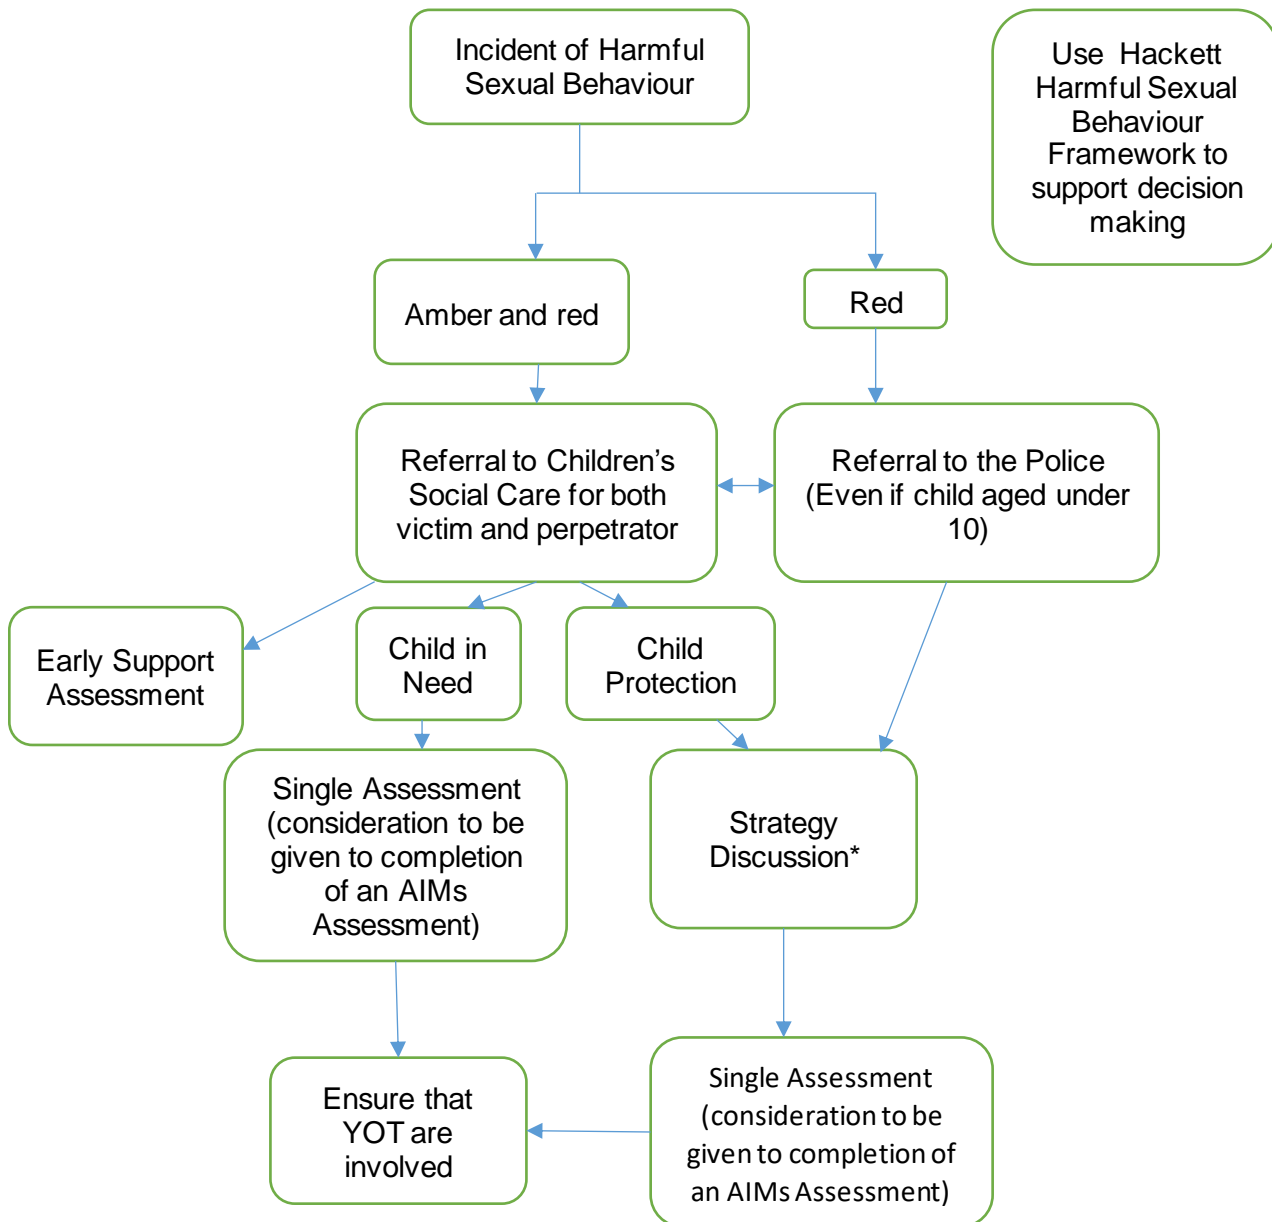 Incident of Harmful
Sexual Behaviour
Use Hackett
Harmful Sexual
Behaviour
Framework to
support decision
making
Amber and red
Red
Referral to Children’s
Social Care for both
victim and perpetrator
Referral to the Police
(Even if child aged under
10)
Early Support
Assessment
Child in
Need
Child
Protection
Single Assessment
(consideration to be
given to completion
of an AIMs
Assessment)
Strategy
Discussion*
Ensure that
YOT are
involved
Single Assessment
(consideration to be
given to completion of
an AIMs Assessment)